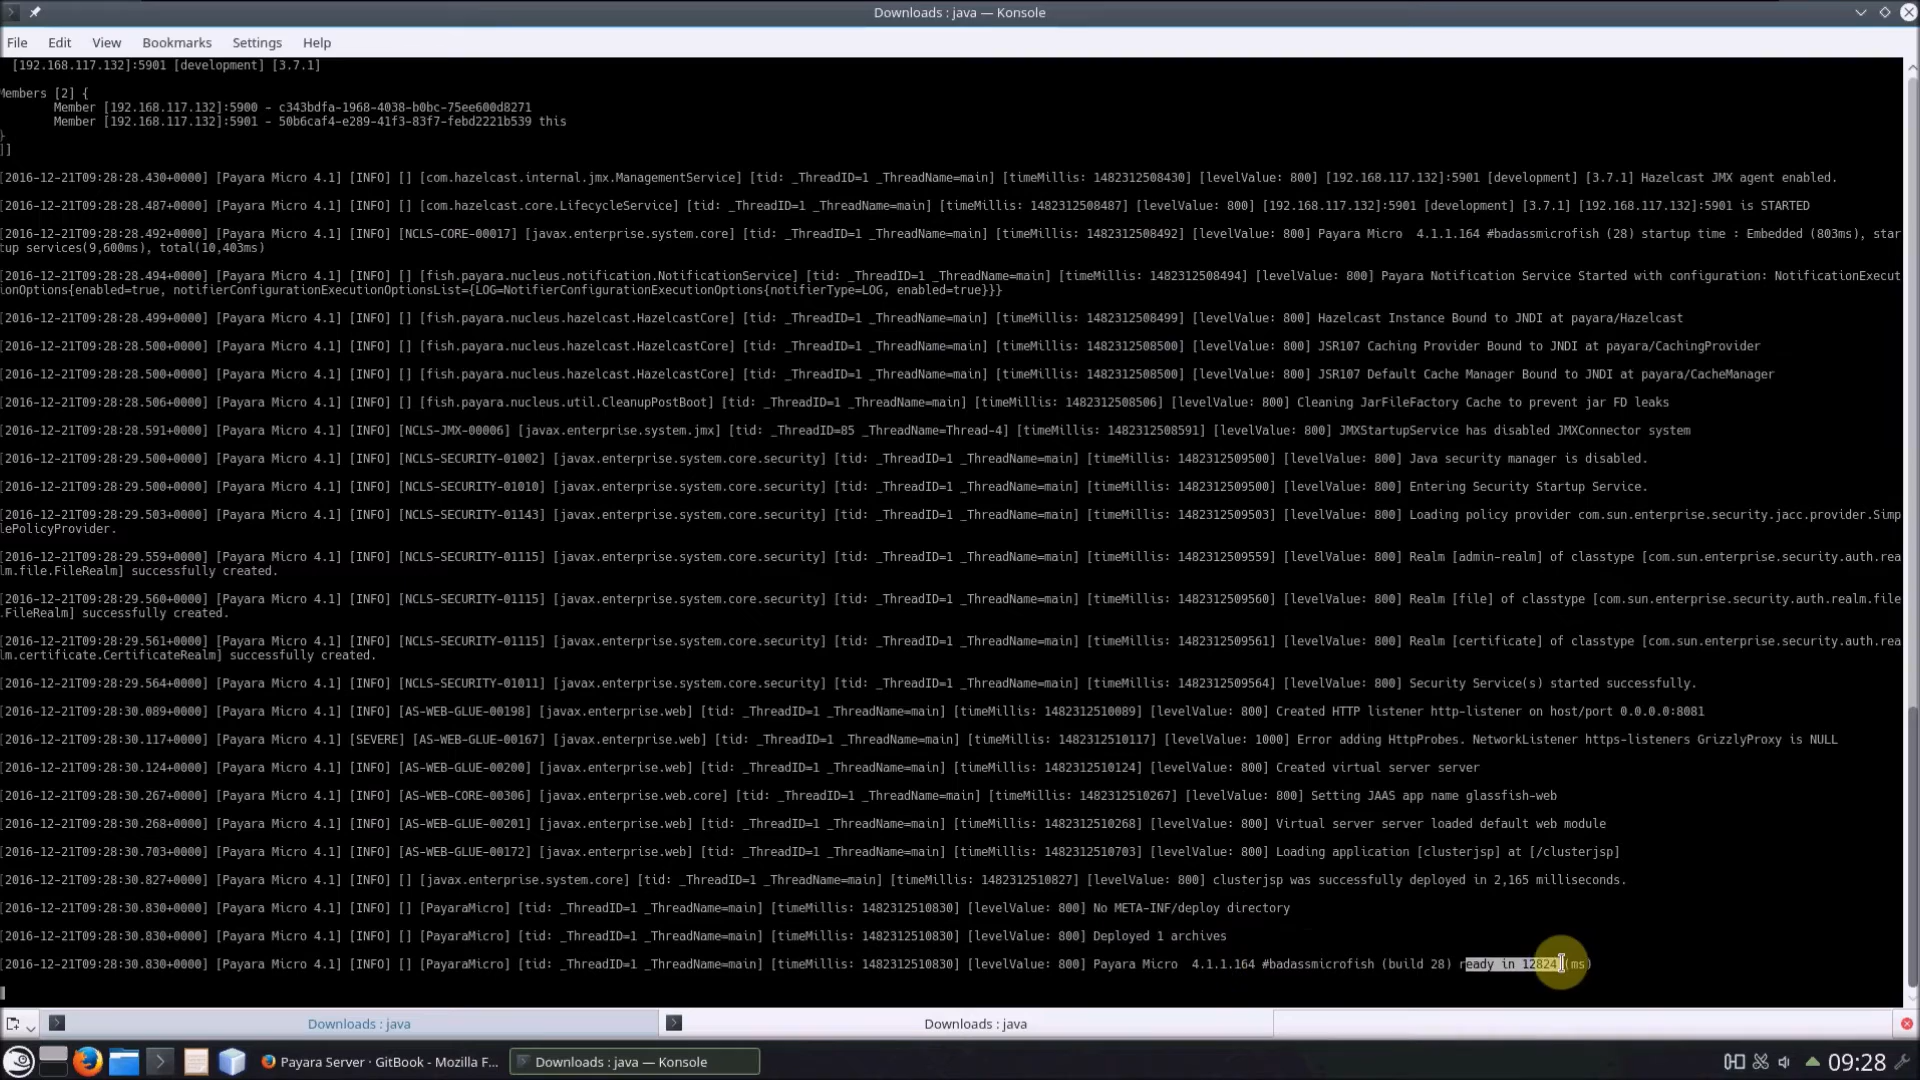 Downloads : java — Konsole
File Edit View Bookmarks Settings Help
[192.168.117.132]:5901 [development] [3.7.1]
Members [2] {
Member [192.168.117.132]:5900 - c343bdfa-1968-4038-b0bc-75ee600d8271
Member [192.168.117.132]:5901 - 50b6caf4-e289-41f3-83f7-febd2221b539 this
}
]]
[2016-12-21T09:28:28.430+0000] [Payara Micro 4.1] [INFO] [] [com.hazelcast.internal.jmx.ManagementService] [tid: _ThreadID=1 _ThreadName=main] [timeMillis: 1482312508430] [levelValue: 800] [192.168.117.132]:5901 [development] [3.7.1] Hazelcast JMX agent enabled.
[2016-12-21T09:28:28.487+0000] [Payara Micro 4.1] [INFO] [] [com.hazelcast.core.LifecycleService] [tid: _ThreadID=1 _ThreadName=main] [timeMillis: 1482312508487] [levelValue: 800] [192.168.117.132]:5901 [development] [3.7.1] [192.168.117.132]:5901 is STARTED
[2016-12-21T09:28:28.492+0000] [Payara Micro 4.1] [INFO] [NCLS-CORE-00017] [javax.enterprise.system.core] [tid: _ThreadID=1 _ThreadName=main] [timeMillis: 1482312508492] [levelValue: 800] Payara Micro  4.1.1.164 #badassmicrofish (28) startup time : Embedded (803ms), star
tup services(9,600ms), total(10,403ms)
[2016-12-21T09:28:28.494+0000] [Payara Micro 4.1] [INFO] [] [fish.payara.nucleus.notification.NotificationService] [tid: _ThreadID=1 _ThreadName=main] [timeMillis: 1482312508494] [levelValue: 800] Payara Notification Service Started with configuration: NotificationExecut
ionOptions{enabled=true, notifierConfigurationExecutionOptionsList={LOG=NotifierConfigurationExecutionOptions{notifierType=LOG, enabled=true}}}
[2016-12-21T09:28:28.499+0000] [Payara Micro 4.1] [INFO] [] [fish.payara.nucleus.hazelcast.HazelcastCore] [tid: _ThreadID=1 _ThreadName=main] [timeMillis: 1482312508499] [levelValue: 800] Hazelcast Instance Bound to JNDI at payara/Hazelcast
[2016-12-21T09:28:28.500+0000] [Payara Micro 4.1] [INFO] [] [fish.payara.nucleus.hazelcast.HazelcastCore] [tid: _ThreadID=1 _ThreadName=main] [timeMillis: 1482312508500] [levelValue: 800] JSR107 Caching Provider Bound to JNDI at payara/CachingProvider
[2016-12-21T09:28:28.500+0000] [Payara Micro 4.1] [INFO] [] [fish.payara.nucleus.hazelcast.HazelcastCore] [tid: _ThreadID=1 _ThreadName=main] [timeMillis: 1482312508500] [levelValue: 800] JSR107 Default Cache Manager Bound to JNDI at payara/CacheManager
[2016-12-21T09:28:28.506+0000] [Payara Micro 4.1] [INFO] [] [fish.payara.nucleus.util.CleanupPostBoot] [tid: _ThreadID=1 _ThreadName=main] [timeMillis: 1482312508506] [levelValue: 800] Cleaning JarFileFactory Cache to prevent jar FD leaks
[2016-12-21T09:28:28.591+0000] [Payara Micro 4.1] [INFO] [NCLS-JMX-00006] [javax.enterprise.system.jmx] [tid: _ThreadID=85 _ThreadName=Thread-4] [timeMillis: 1482312508591] [levelValue: 800] JMXStartupService has disabled JMXConnector system
[2016-12-21T09:28:29.500+0000] [Payara Micro 4.1] [INFO] [NCLS-SECURITY-01002] [javax.enterprise.system.core.security] [tid: _ThreadID=1 _ThreadName=main] [timeMillis: 1482312509500] [levelValue: 800] Java security manager is disabled.
[2016-12-21T09:28:29.500+0000] [Payara Micro 4.1] [INFO] [NCLS-SECURITY-01010] [javax.enterprise.system.core.security] [tid: _ThreadID=1 _ThreadName=main] [timeMillis: 1482312509500] [levelValue: 800] Entering Security Startup Service.
[2016-12-21T09:28:29.503+0000] [Payara Micro 4.1] [INFO] [NCLS-SECURITY-01143] [javax.enterprise.system.core.security] [tid: _ThreadID=1 _ThreadName=main] [timeMillis: 1482312509503] [levelValue: 800] Loading policy provider com.sun.enterprise.security.jacc.provider.Simp
lePolicyProvider.
[2016-12-21T09:28:29.559+0000] [Payara Micro 4.1] [INFO] [NCLS-SECURITY-01115] [javax.enterprise.system.core.security] [tid: _ThreadID=1 _ThreadName=main] [timeMillis: 1482312509559] [levelValue: 800] Realm [admin-realm] of classtype [com.sun.enterprise.security.auth.rea
lm.file.FileRealm] successfully created.
[2016-12-21T09:28:29.560+0000] [Payara Micro 4.1] [INFO] [NCLS-SECURITY-01115] [javax.enterprise.system.core.security] [tid: _ThreadID=1 _ThreadName=main] [timeMillis: 1482312509560] [levelValue: 800] Realm [file] of classtype [com.sun.enterprise.security.auth.realm.file
.FileRealm] successfully created.
[2016-12-21T09:28:29.561+0000] [Payara Micro 4.1] [INFO] [NCLS-SECURITY-01115] [javax.enterprise.system.core.security] [tid: _ThreadID=1 _ThreadName=main] [timeMillis: 1482312509561] [levelValue: 800] Realm [certificate] of classtype [com.sun.enterprise.security.auth.rea
lm.certificate.CertificateRealm] successfully created.
[2016-12-21T09:28:29.564+0000] [Payara Micro 4.1] [INFO] [NCLS-SECURITY-01011] [javax.enterprise.system.core.security] [tid: _ThreadID=1 _ThreadName=main] [timeMillis: 1482312509564] [levelValue: 800] Security Service(s) started successfully.
[2016-12-21T09:28:30.089+0000] [Payara Micro 4.1] [INFO] [AS-WEB-GLUE-00198] [javax.enterprise.web] [tid: _ThreadID=1 _ThreadName=main] [timeMillis: 1482312510089] [levelValue: 800] Created HTTP listener http-listener on host/port 0.0.0.0:8081
[2016-12-21T09:28:30.117+0000] [Payara Micro 4.1] [SEVERE] [AS-WEB-GLUE-00167] [javax.enterprise.web] [tid: _ThreadID=1 _ThreadName=main] [timeMillis: 1482312510117] [levelValue: 1000] Error adding HttpProbes. NetworkListener https-listeners GrizzlyProxy is NULL
[2016-12-21T09:28:30.124+0000] [Payara Micro 4.1] [INFO] [AS-WEB-GLUE-00200] [javax.enterprise.web] [tid: _ThreadID=1 _ThreadName=main] [timeMillis: 1482312510124] [levelValue: 800] Created virtual server server
[2016-12-21T09:28:30.267+0000] [Payara Micro 4.1] [INFO] [AS-WEB-CORE-00306] [javax.enterprise.web.core] [tid: _ThreadID=1 _ThreadName=main] [timeMillis: 1482312510267] [levelValue: 800] Setting JAAS app name glassfish-web
[2016-12-21T09:28:30.268+0000] [Payara Micro 4.1] [INFO] [AS-WEB-GLUE-00201] [javax.enterprise.web] [tid: _ThreadID=1 _ThreadName=main] [timeMillis: 1482312510268] [levelValue: 800] Virtual server server loaded default web module
[2016-12-21T09:28:30.703+0000] [Payara Micro 4.1] [INFO] [AS-WEB-GLUE-00172] [javax.enterprise.web] [tid: _ThreadID=1 _ThreadName=main] [timeMillis: 1482312510703] [levelValue: 800] Loading application [clusterjsp] at [/clusterjsp]
[2016-12-21T09:28:30.827+0000] [Payara Micro 4.1] [INFO] [] [javax.enterprise.system.core] [tid: _ThreadID=1 _ThreadName=main] [timeMillis: 1482312510827] [levelValue: 800] clusterjsp was successfully deployed in 2,165 milliseconds.
[2016-12-21T09:28:30.830+0000] [Payara Micro 4.1] [INFO] [] [PayaraMicro] [tid: _ThreadID=1 _ThreadName=main] [timeMillis: 1482312510830] [levelValue: 800] No META-INF/deploy directory
[2016-12-21T09:28:30.830+0000] [Payara Micro 4.1] [INFO] [] [PayaraMicro] [tid: _ThreadID=1 _ThreadName=main] [timeMillis: 1482312510830] [levelValue: 800] Deployed 1 archives
[2016-12-21T09:28:30.830+0000] [Payara Micro 4.1] [INFO] [] [PayaraMicro] [tid: _ThreadID=1 _ThreadName=main] [timeMillis: 1482312510830] [levelValue: 800] Payara Micro  4.1.1.164 #badassmicrofish (build 28) ready in 12824 (ms)
Downloads : java
Downloads : java
Payara Server · GitBook - Mozilla F...
Downloads : java — Konsole
09:28